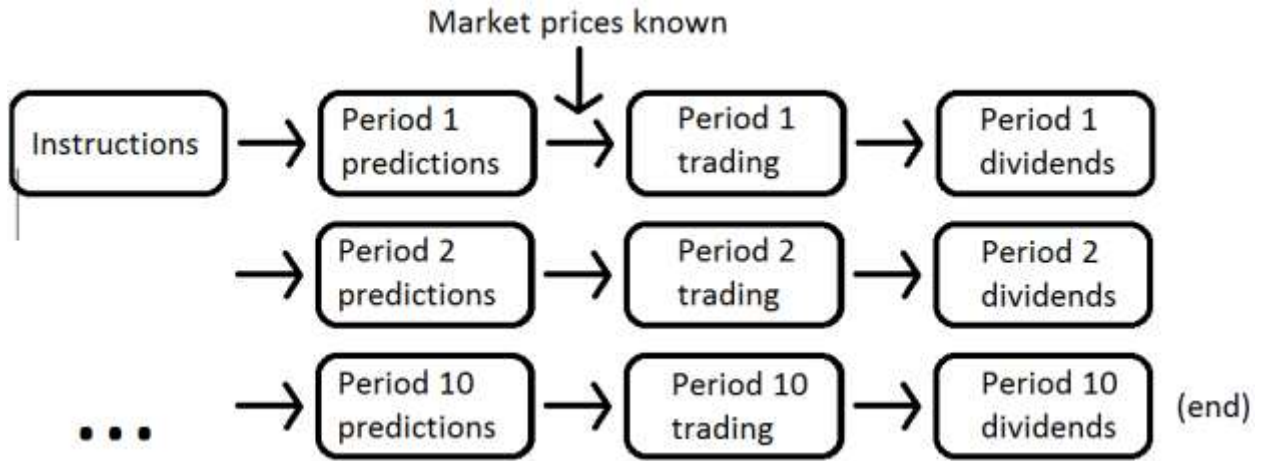 Market prices known
Instructions
Period 1
predictions
Period 1
trading
Period 1
dividends
Period 2
predictions
Period 2
trading
Period 2
dividends
...
Period 10
predictions
Period 10
trading
Period 10
dividends
(end)